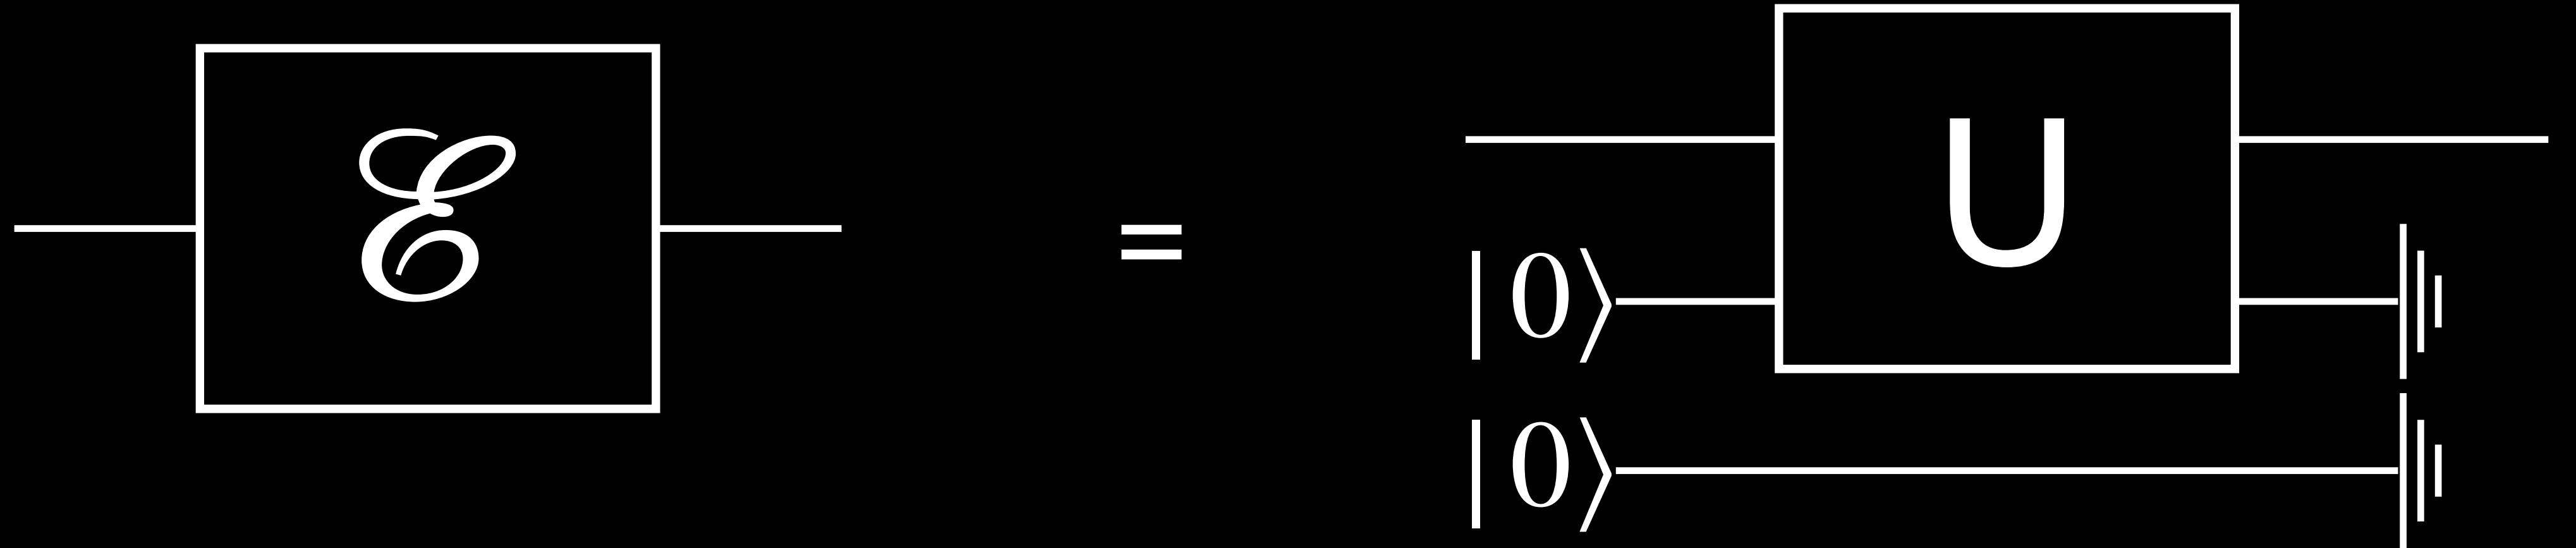 ℰ = U
|0⟩
|0⟩